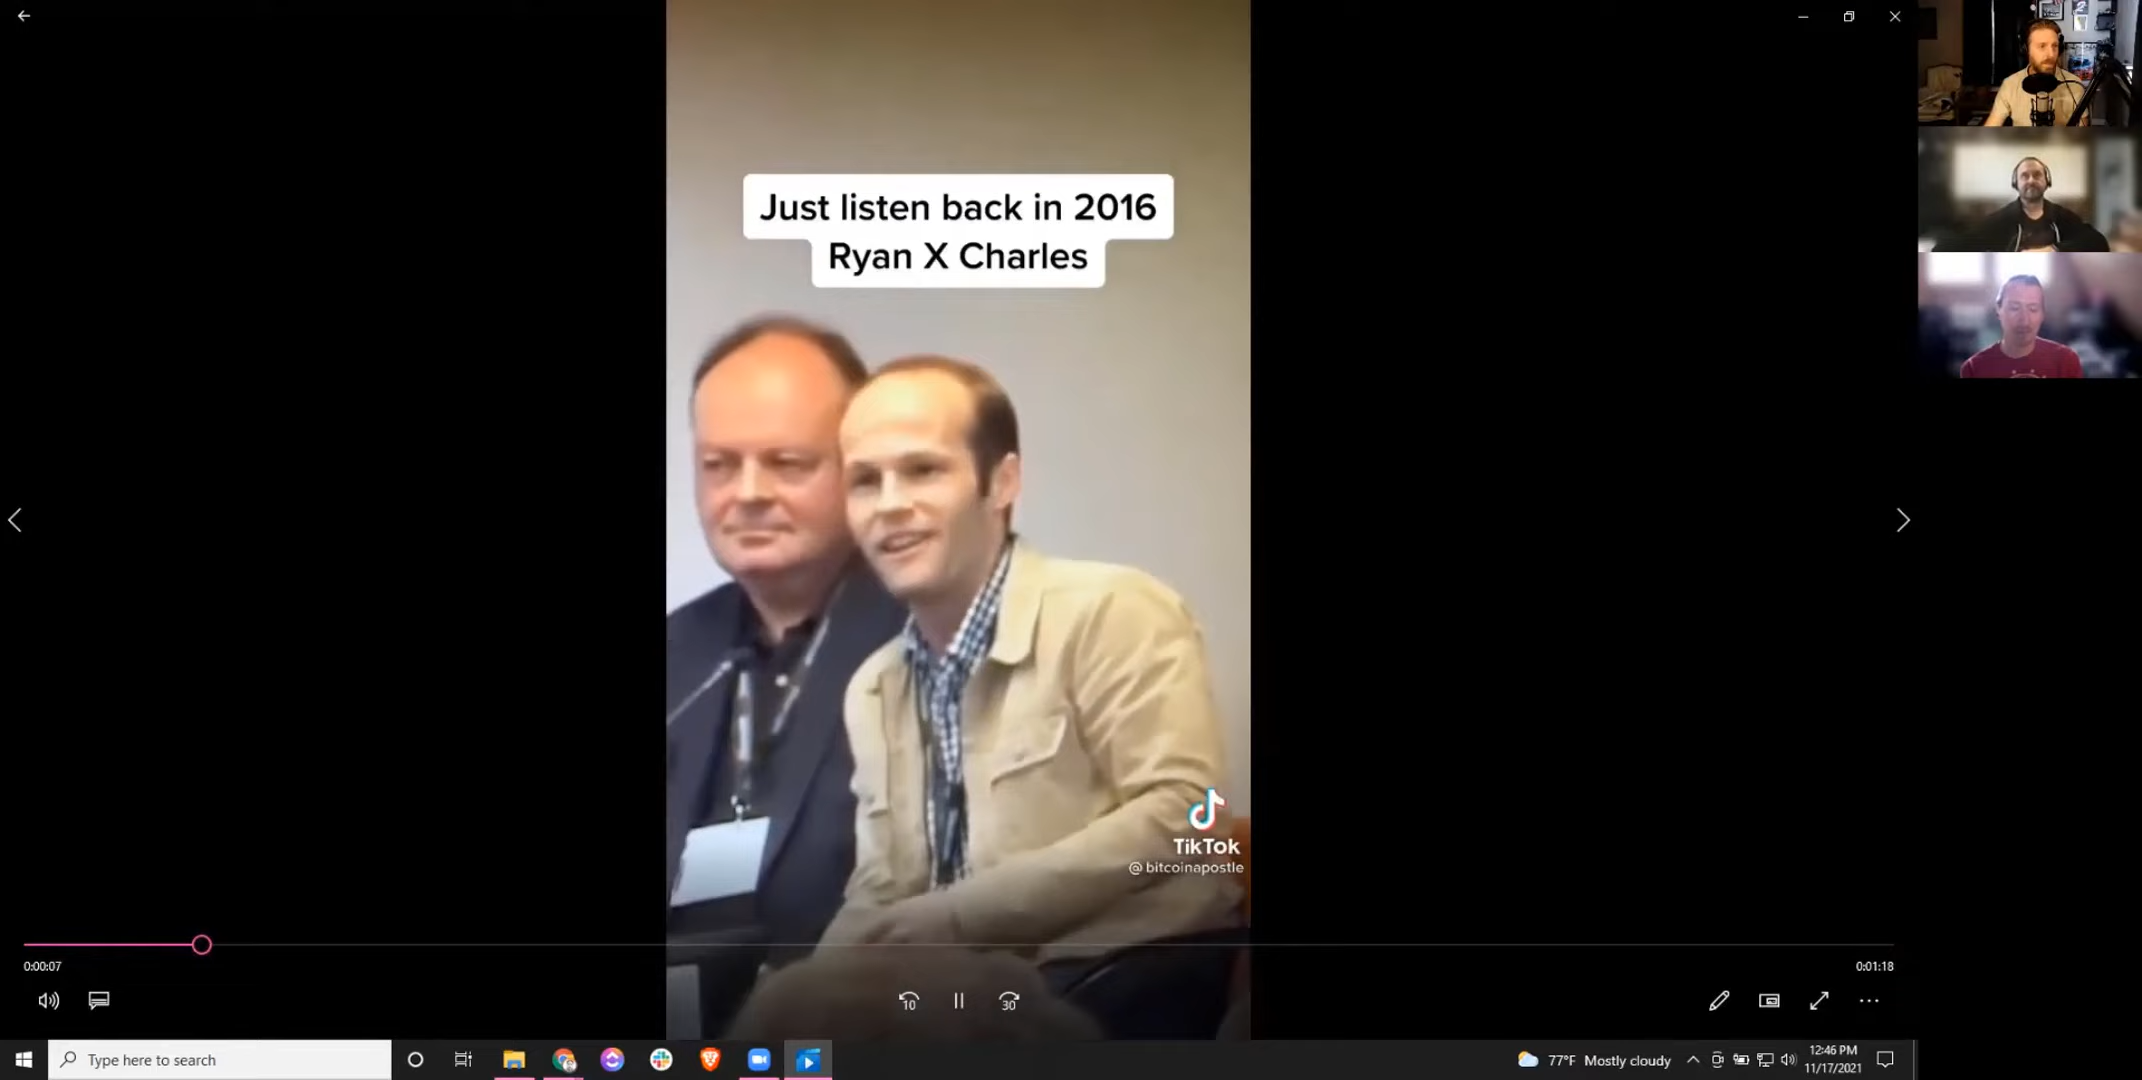 Just listen back in 2016
Ryan X Charles
TikTok
@bitcoinapostle
0:00:07
0:01:18
10
30
Type here to search
77°F Mostly cloudy
12:46 PM
11/17/2021